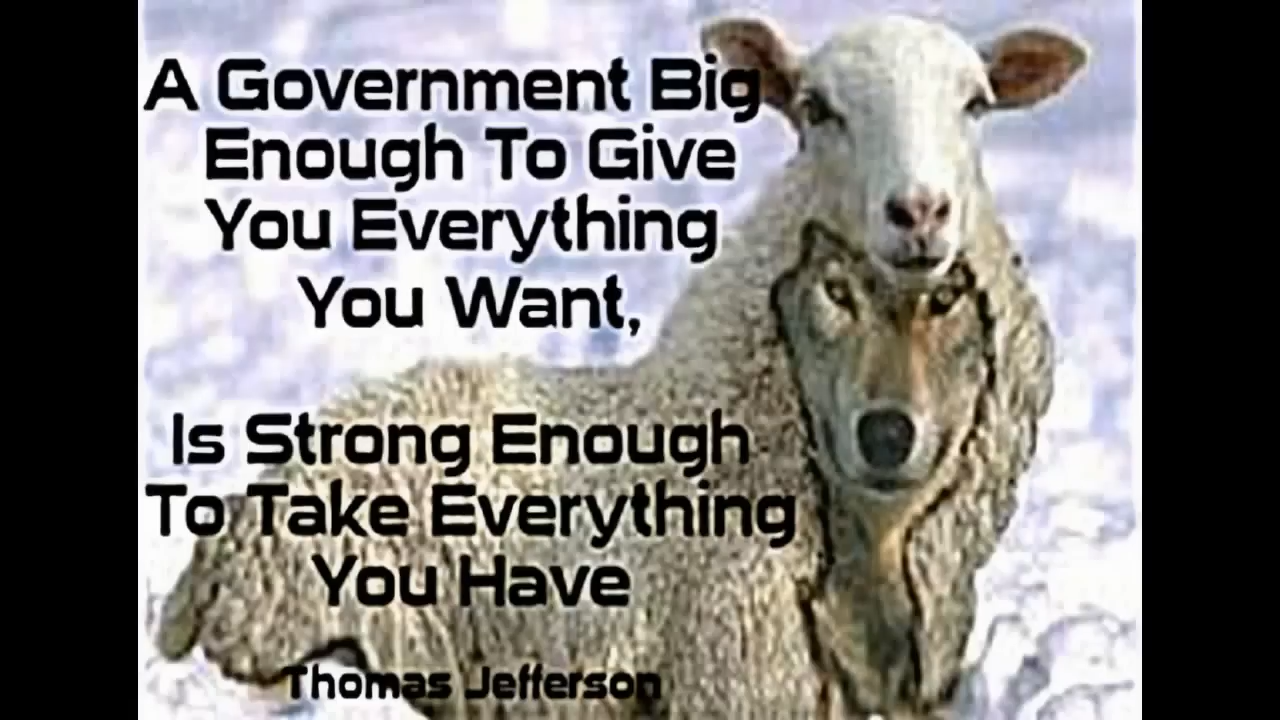 A Government Big
Enough To Give
You Everything
You Want,
Is Strong Enough
To Take Everything
You Have
Thomas Jefferson